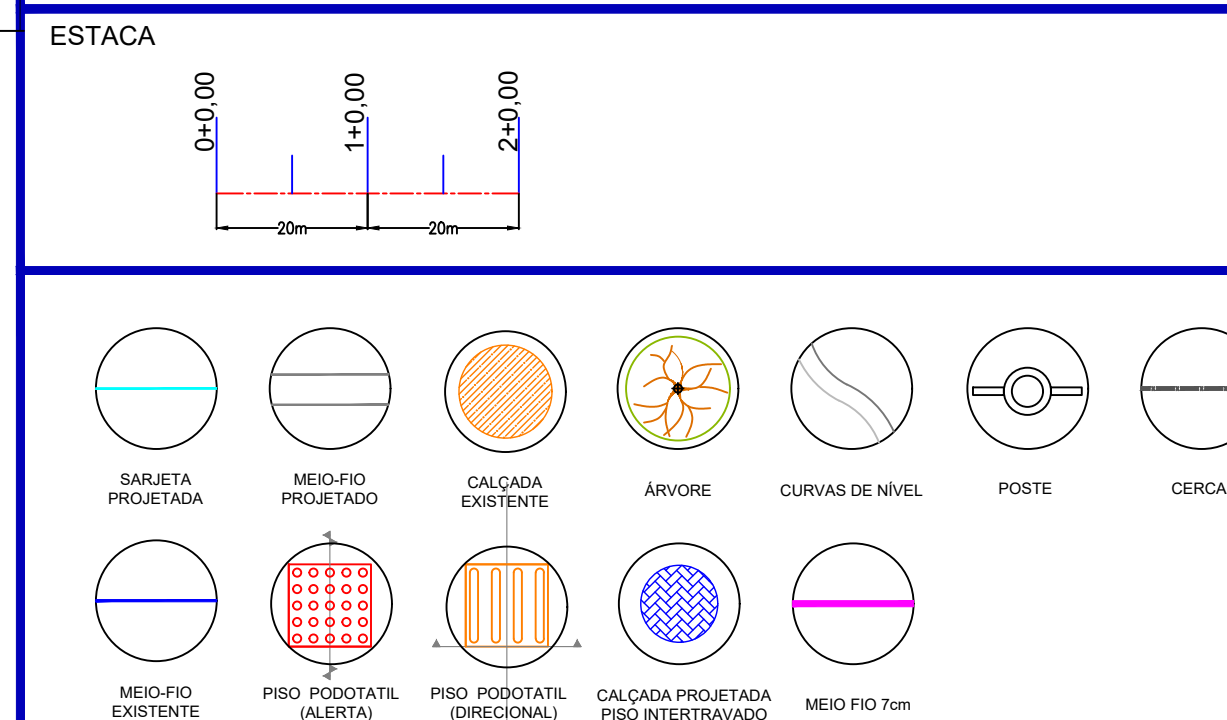 ESTACA
0+0,00
1+0,00
2+0,00
20m
20m
SARJETA
PROJETADA
MEIO-FIO
PROJETADO
CALÇADA
EXISTENTE
ÁRVORE
CURVAS DE NÍVEL
POSTE
CERCA
MEIO-FIO
EXISTENTE
PISO PODOTATIL
(ALERTA)
PISO PODOTATIL
(DIRECIONAL)
CALÇADA PROJETADA
PISO INTERTRAVADO
MEIO FIO 7cm